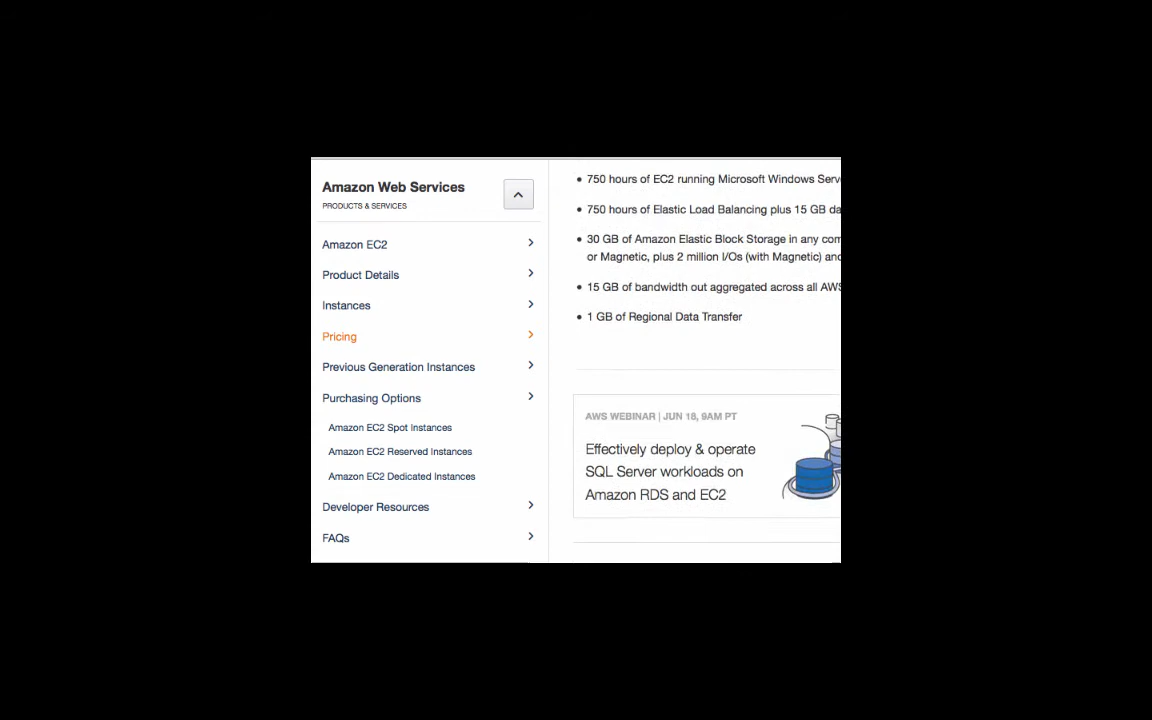 Amazon Web Services
PRODUCTS & SERVICES
Amazon EC2
Product Details
Instances
Pricing
Previous Generation Instances
Purchasing Options
Amazon EC2 Spot Instances
Amazon EC2 Reserved Instances
Amazon EC2 Dedicated Instances
Developer Resources
FAQs
750 hours of EC2 running Microsoft Windows Serv
750 hours of Elastic Load Balancing plus 15 GB da
30 GB of Amazon Elastic Block Storage in any com
or Magnetic, plus 2 million I/Os (with Magnetic) and
15 GB of bandwidth out aggregated across all AWS
1 GB of Regional Data Transfer
AWS WEBINAR | JUN 18, 9AM PT
Effectively deploy & operate
SQL Server workloads on
Amazon RDS and EC2